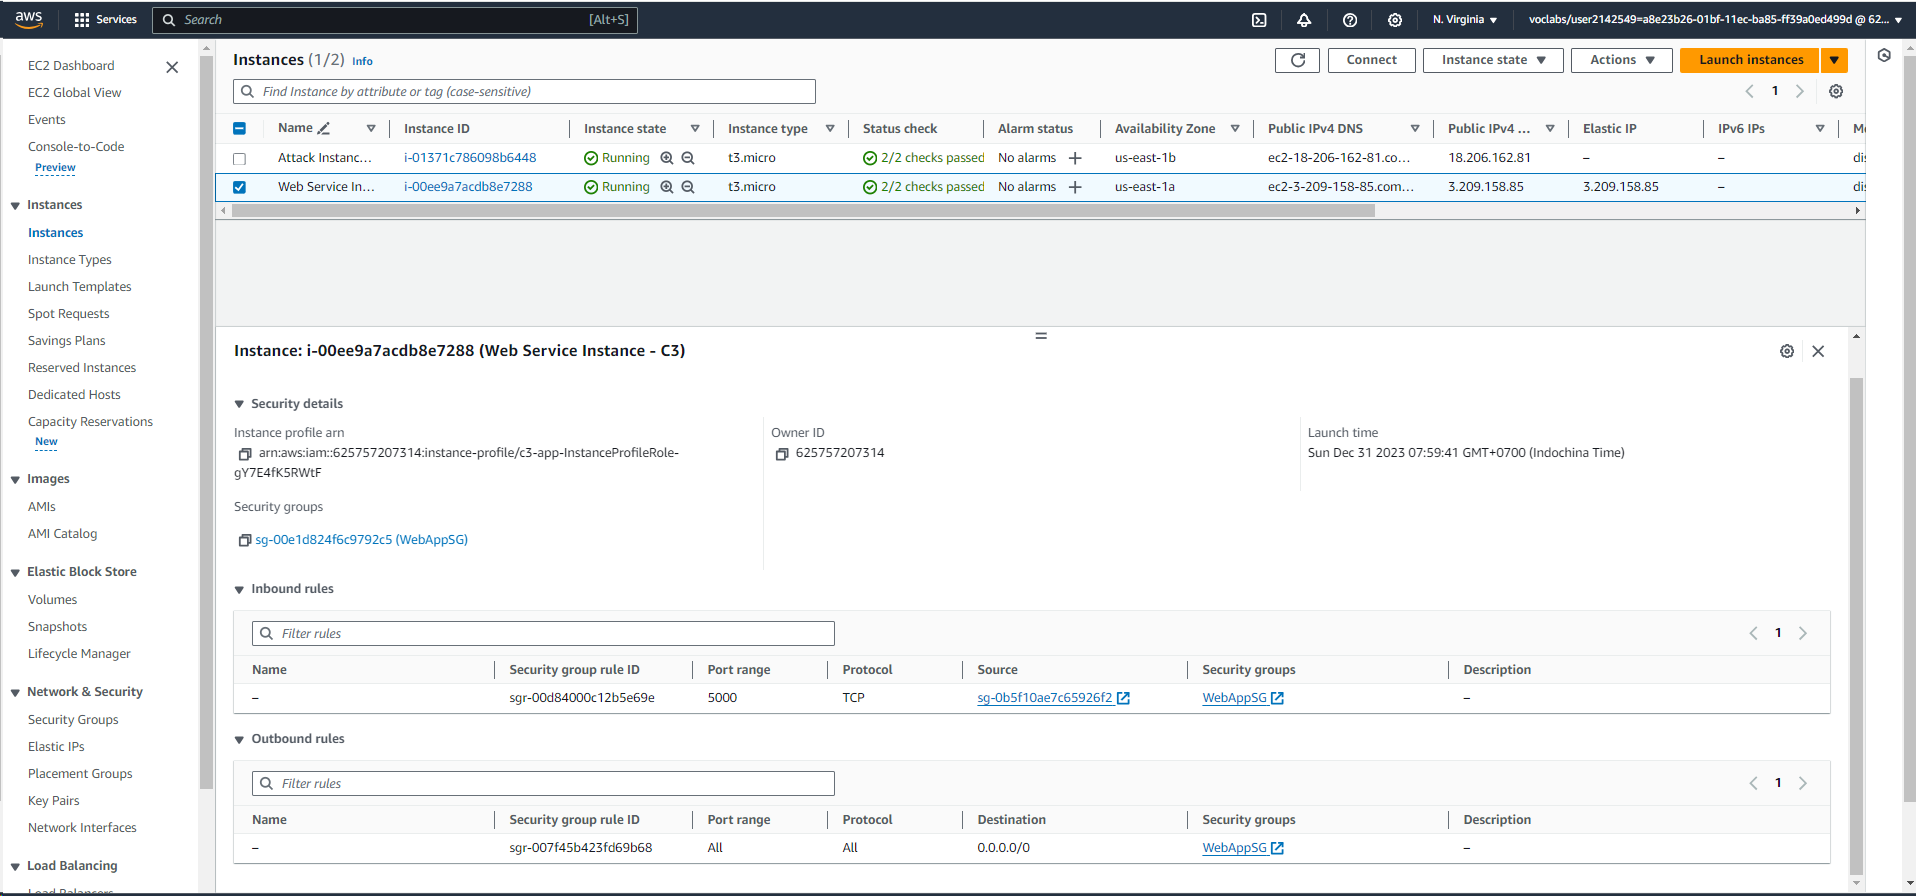 aws Services Search [Alt+S] N. Virginia voclabs/user2142549=a8e23b26-01bf-11ec-ba85-ff39a0ed499d @ 62...
EC2 Dashboard
EC2 Global View
Events
Console-to-Code
Preview
Instances
Instances
Instance Types
Launch Templates
Spot Requests
Savings Plans
Reserved Instances
Dedicated Hosts
Capacity Reservations
New
Images
AMIs
AMI Catalog
Elastic Block Store
Volumes
Snapshots
Lifecycle Manager
Network & Security
Security Groups
Elastic IPs
Placement Groups
Key Pairs
Network Interfaces
Load Balancing
Load Balancers
Instances (1/2) Info
Connect Instance state Actions Launch instances
Find Instance by attribute or tag (case-sensitive) 1
Name Instance ID Instance state Instance type Status check Alarm status Availability Zone Public IPv4 DNS Public IPv4 ... Elastic IP IPv6 IPs
Attack Instanc... i-01371c786098b6448 Running t3.micro 2/2 checks passed No alarms us-east-1b ec2-18-206-162-81.co... 18.206.162.81 – –
Web Service In... i-00ee9a7acdb8e7288 Running t3.micro 2/2 checks passed No alarms us-east-1a ec2-3-209-158-85.com... 3.209.158.85 3.209.158.85 –
Instance: i-00ee9a7acdb8e7288 (Web Service Instance - C3)
Security details
Instance profile arn Owner ID Launch time
arn:aws:iam::625757207314:instance-profile/c3-app-InstanceProfileRole- 625757207314 Sun Dec 31 2023 07:59:41 GMT+0700 (Indochina Time)
gY7E4fK5RWtF
Security groups
sg-00e1d824f6c9792c5 (WebAppSG)
Inbound rules
Filter rules 1
Name Security group rule ID Port range Protocol Source Security groups Description
– sgr-00d84000c12b5e69e 5000 TCP sg-0b5f10ae7c65926f2 WebAppSG –
Outbound rules
Filter rules 1
Name Security group rule ID Port range Protocol Destination Security groups Description
– sgr-007f45b423fd69b68 All All 0.0.0.0/0 WebAppSG –